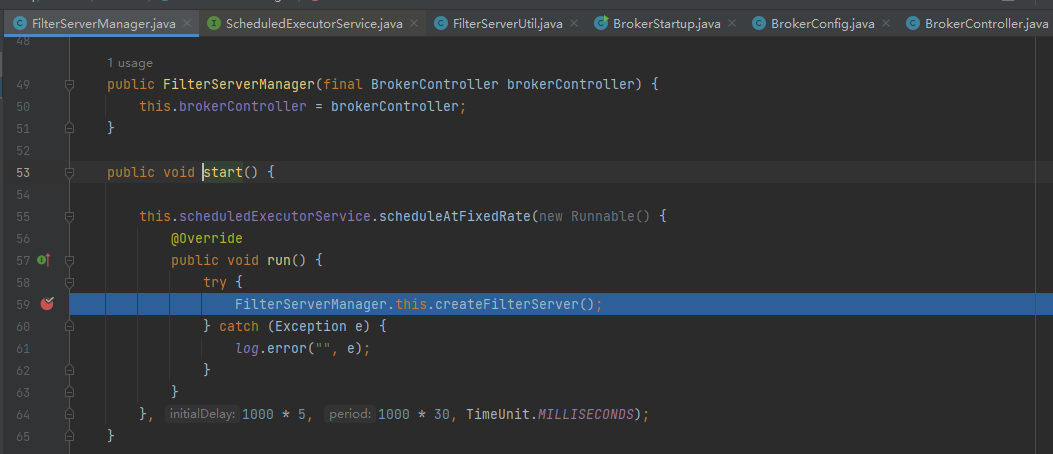 FilterServerManager.java ScheduledExecutorService.java FilterServerUtil.java BrokerStartup.java BrokerConfig.java BrokerController.java
48
1 usage
49 public FilterServerManager(final BrokerController brokerController) {
50 this.brokerController = brokerController;
51 }
52
53 public void start() {
54
55 this.scheduledExecutorService.scheduleAtFixedRate(new Runnable() {
56 @Override
57 public void run() {
58 try {
59 FilterServerManager.this.createFilterServer();
60 } catch (Exception e) {
61 log.error("", e);
62 }
63 }
64 }, initialDelay: 1000 * 5, period: 1000 * 30, TimeUnit.MILLISECONDS);
65 }